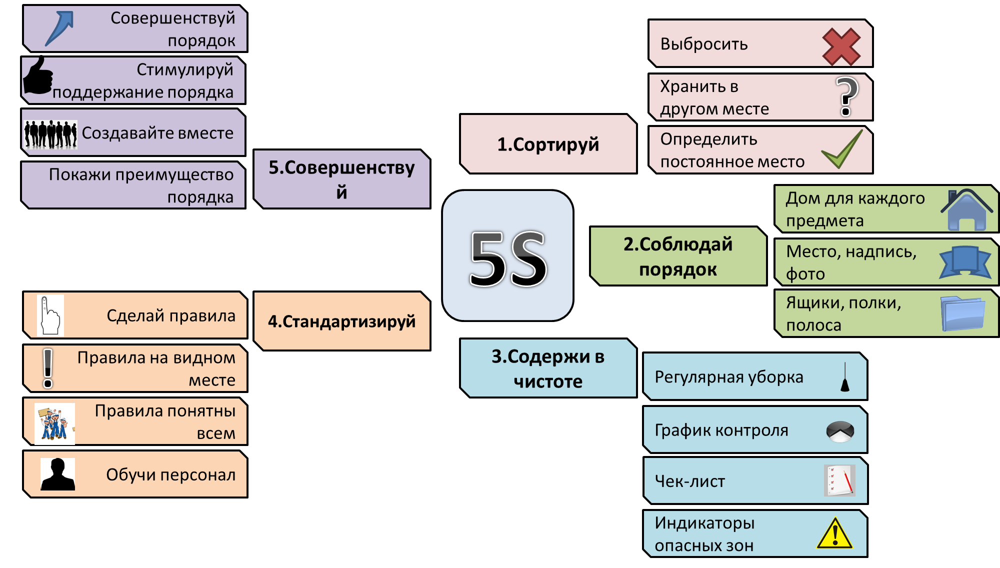 Совершенствуй
порядок
Стимулируй
поддержание порядка
Создавайте вместе
Покажи преимущество
порядка
5.Совершенству
й
1.Сортируй
Выбросить
Хранить в
другом месте
?
Определить
постоянное место
5S
2.Соблюдай
порядок
Дом для каждого
предмета
Место, надпись,
фото
Ящики, полки,
полоса
4.Стандартизируй
Сделай правила
!
Правила на видном
месте
Правила понятны
всем
Обучи персонал
3.Содержи в
чистоте
Регулярная уборка
График контроля
Чек-лист
Индикаторы
опасных зон
!